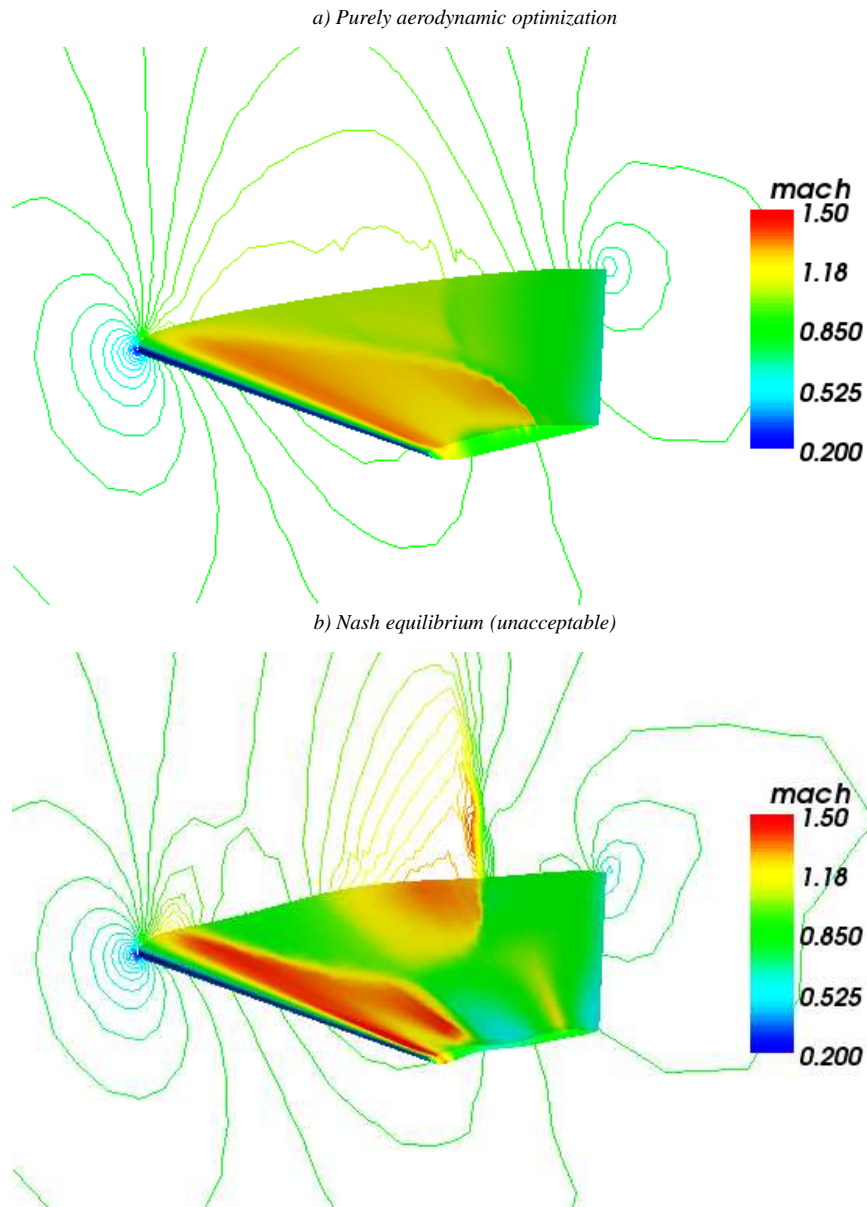 a) Purely aerodynamic optimization
mach
1.50
1.18
0.850
0.525
0.200
b) Nash equilibrium (unacceptable)
mach
1.50
1.18
0.850
0.525
0.200